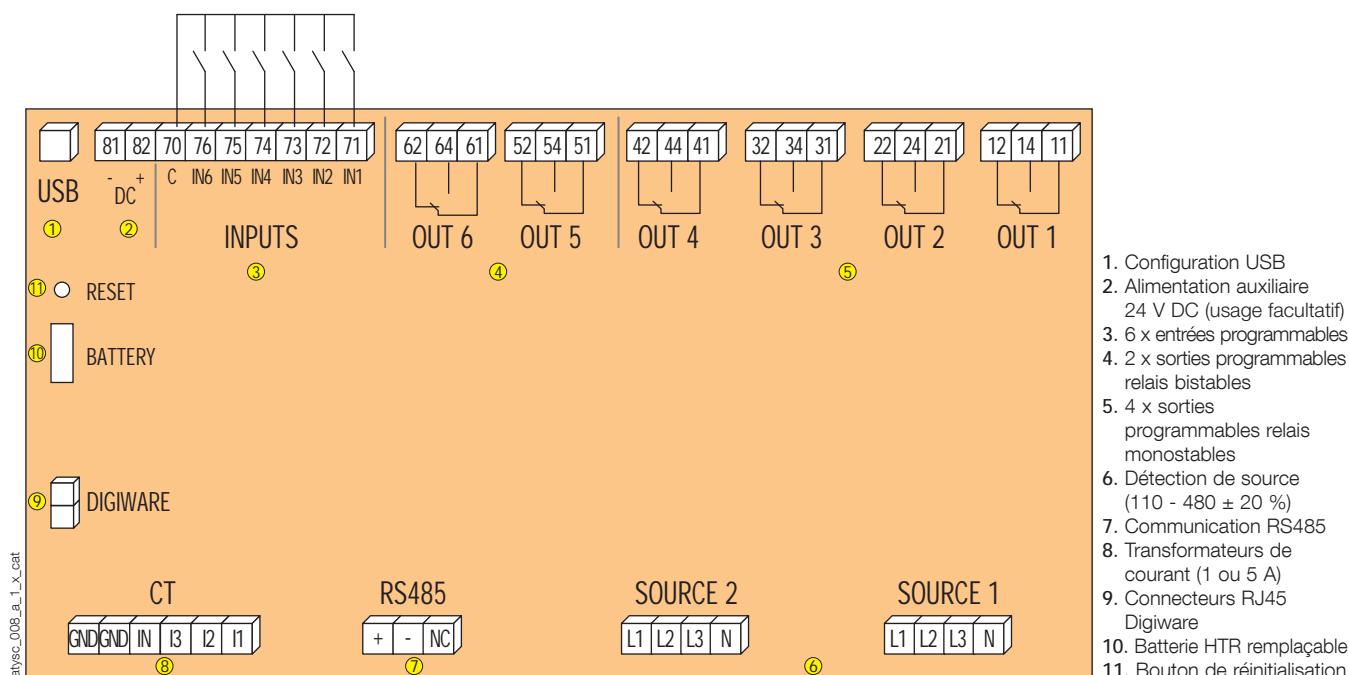 81 82 70 76 75 74 73 72 71 62 64 61 52 54 51 42 44 41 32 34 31 22 24 21 12 14 11
- + C IN6 IN5 IN4 IN3 IN2 IN1
USB DC
1 2 INPUTS OUT 6 OUT 5 OUT 4 OUT 3 OUT 2 OUT 1
3 4 5
11 RESET
10 BATTERY
9 DIGIWARE
CT RS485 SOURCE 2 SOURCE 1
GND GND IN I3 I2 I1 + - NC L1 L2 L3 N L1 L2 L3 N
8 7 6
atysc_008_a_1_x_cat
1. Configuration USB
2. Alimentation auxiliaire
24 V DC (usage facultatif)
3. 6 x entrées programmables
4. 2 x sorties programmables
relais bistables
5. 4 x sorties
programmables relais
monostables
6. Détection de source
(110 - 480 ± 20 %)
7. Communication RS485
8. Transformateurs de
courant (1 ou 5 A)
9. Connecteurs RJ45
Digiware
10. Batterie HTR remplaçable
11. Bouton de réinitialisation